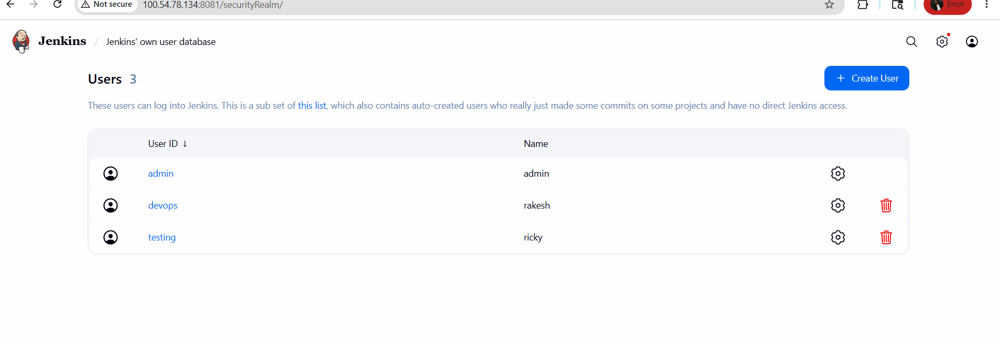 Not secure 100.54.78.134:8081/securityRealm/ Error
Jenkins / Jenkins’ own user database
Users 3
+ Create User
These users can log into Jenkins. This is a sub set of this list, which also contains auto-created users who really just made some commits on some projects and have no direct Jenkins access.
User ID ↓ Name
admin admin
devops rakesh
testing ricky